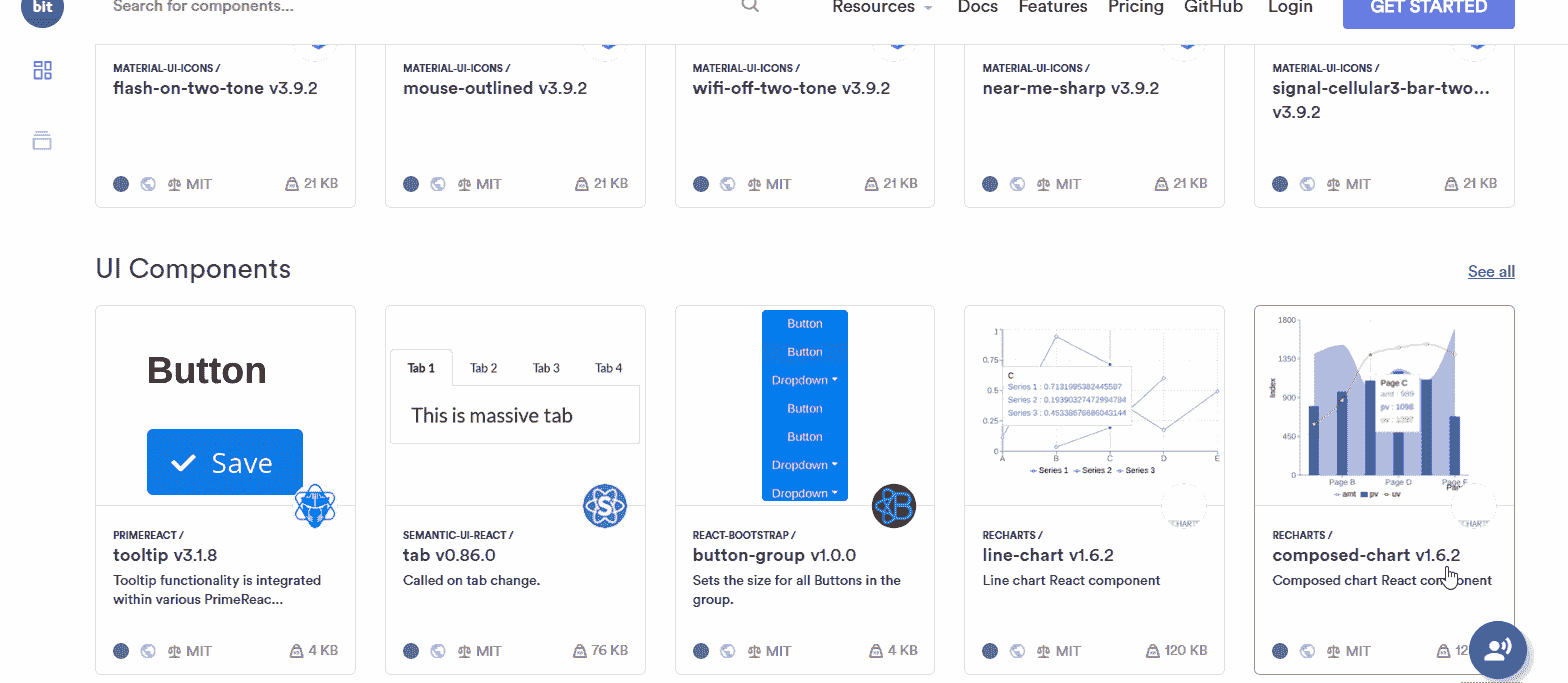 bit
Search for components...
Resources
Docs
Features
Pricing
GitHub
Login
GET STARTED
MATERIAL-UI-ICONS /
flash-on-two-tone v3.9.2
MIT
21 KB
MATERIAL-UI-ICONS /
mouse-outlined v3.9.2
MIT
21 KB
MATERIAL-UI-ICONS /
wifi-off-two-tone v3.9.2
MIT
21 KB
MATERIAL-UI-ICONS /
near-me-sharp v3.9.2
MIT
21 KB
MATERIAL-UI-ICONS /
signal-cellular3-bar-two...
v3.9.2
MIT
21 KB
UI Components
See all
Button
Save
PRIMEREACT /
tooltip v3.1.8
Tooltip functionality is integrated
within various PrimeReac...
MIT
4 KB
Tab 1 Tab 2 Tab 3 Tab 4
This is massive tab
SEMANTIC-UI-REACT /
tab v0.86.0
Called on tab change.
MIT
76 KB
Button
Button
Dropdown
Button
Button
Dropdown
Dropdown
REACT-BOOTSTRAP /
button-group v1.0.0
Sets the size for all Buttons in the
group.
MIT
4 KB
1
0.75
0.5
0.25
0
C
Series 1 : 0.7131995382445587
Series 2 : 0.19390327472994784
Series 3 : 0.45338676686043144
A B C D E
Series 1 Series 2 Series 3
RECHARTS /
line-chart v1.6.2
Line chart React component
MIT
120 KB
1800
1350
900
450
0
Index
Page C
amt : 989
pv : 1098
uv : 1397
Page B Page D Page F
amt pv uv
RECHARTS /
composed-chart v1.6.2
Composed chart React component
MIT